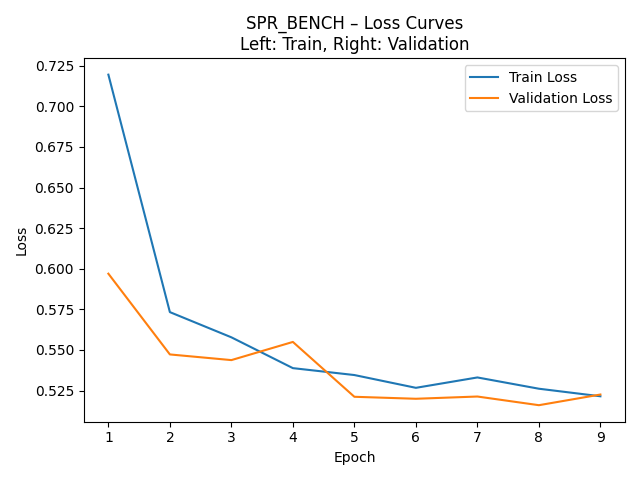 SPR_BENCH – Loss Curves
Left: Train, Right: Validation
Train Loss
Validation Loss
Loss
0.725
0.700
0.675
0.650
0.625
0.600
0.575
0.550
0.525
1 2 3 4 5 6 7 8 9
Epoch